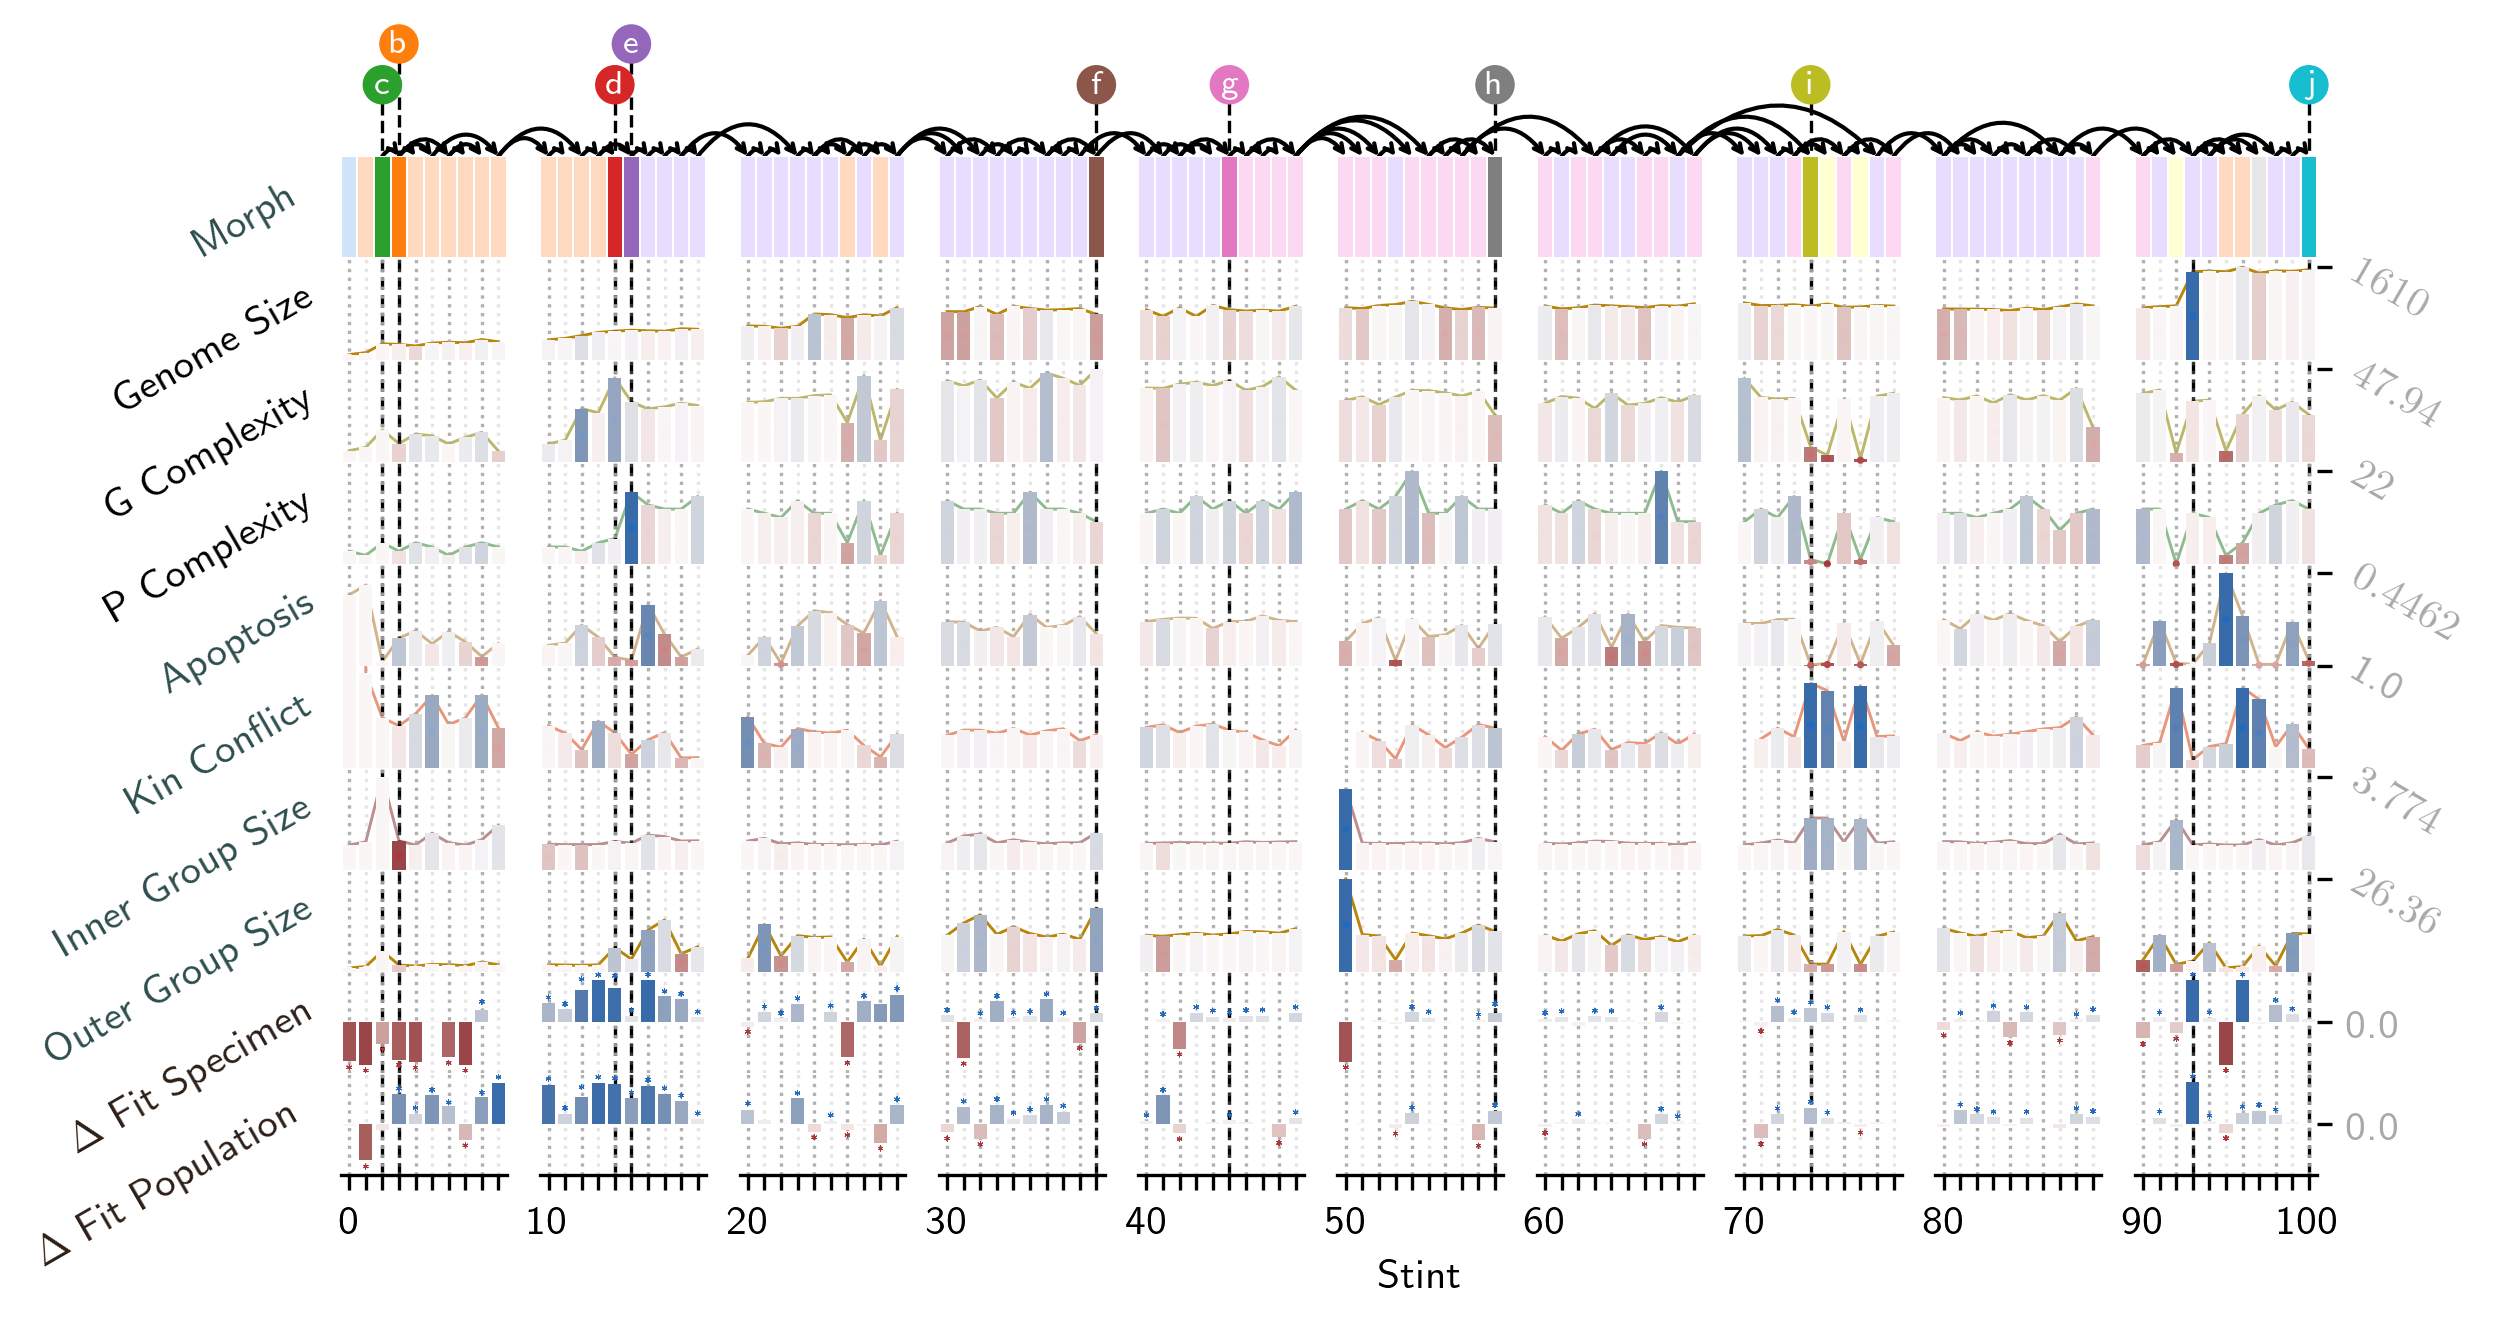 b
e
c
d
f
g
h
i
j
Morph
Genome Size
1610
G Complexity
47.94
P Complexity
22
Apoptosis
0.4462
Kin Conflict
1.0
Inner Group Size
3.774
Outer Group Size
26.36
Δ Fit Specimen
0.0
Δ Fit Population
0.0
0 10 20 30 40 50 60 70 80 90 100
Stint